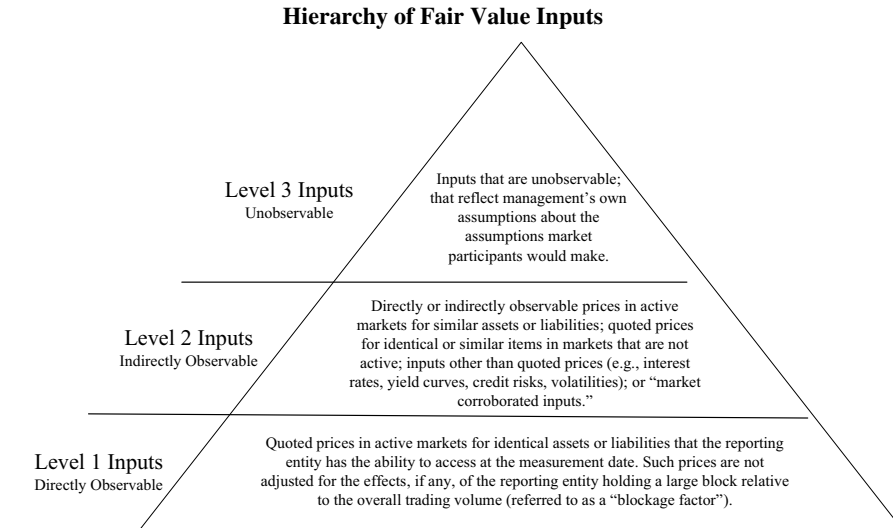 Hierarchy of Fair Value Inputs
Level 3 Inputs
Unobservable
Inputs that are unobservable;
that reflect management’s own
assumptions about the
assumptions market
participants would make.
Level 2 Inputs
Indirectly Observable
Directly or indirectly observable prices in active
markets for similar assets or liabilities; quoted prices
for identical or similar items in markets that are not
active; inputs other than quoted prices (e.g., interest
rates, yield curves, credit risks, volatilities); or “market
corroborated inputs.”
Level 1 Inputs
Directly Observable
Quoted prices in active markets for identical assets or liabilities that the reporting
entity has the ability to access at the measurement date. Such prices are not
adjusted for the effects, if any, of the reporting entity holding a large block relative
to the overall trading volume (referred to as a “blockage factor”).